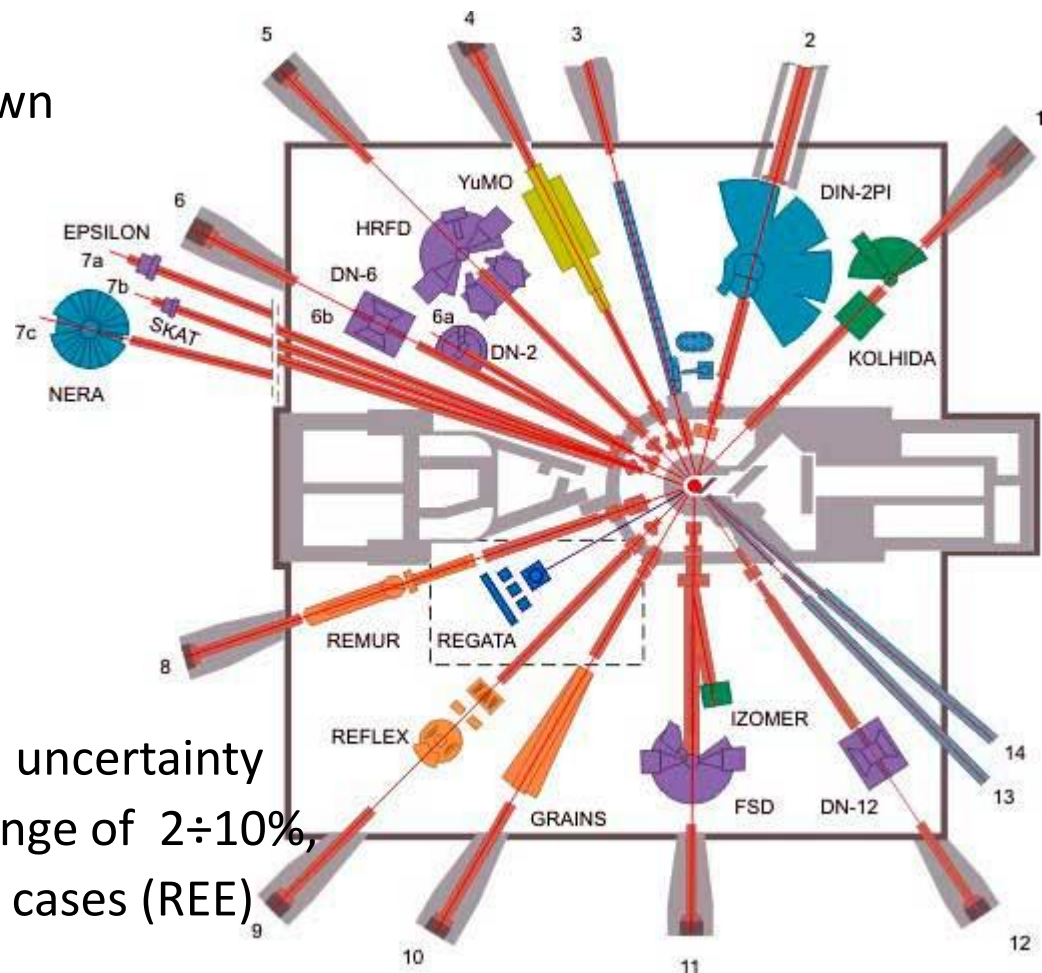 4
5
3
2
wn
1
YuMO
DIN-2PI
6
HRFD
EPSILON
7a
DN-6
7b
6b
6a
7c
SKAT
DN-2
KOLHIDA
NERA
REMUR
REGATA
8
IZOMER
REFLEX
14
uncertainty
13
FSD
DN-12
GRAINS
nge of 2÷10%,
cases (REE)
9
12
10
11